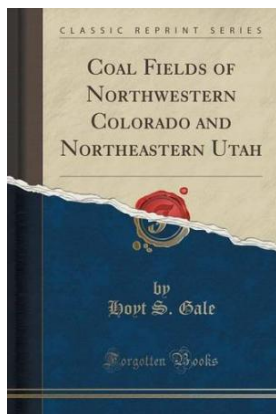 CLASSIC REPRINT SERIES
COAL FIELDS OF
NORTHWESTERN
COLORADO AND
NORTHEASTERN UTAH
by
Hoyt S. Gale
Forgotten Books